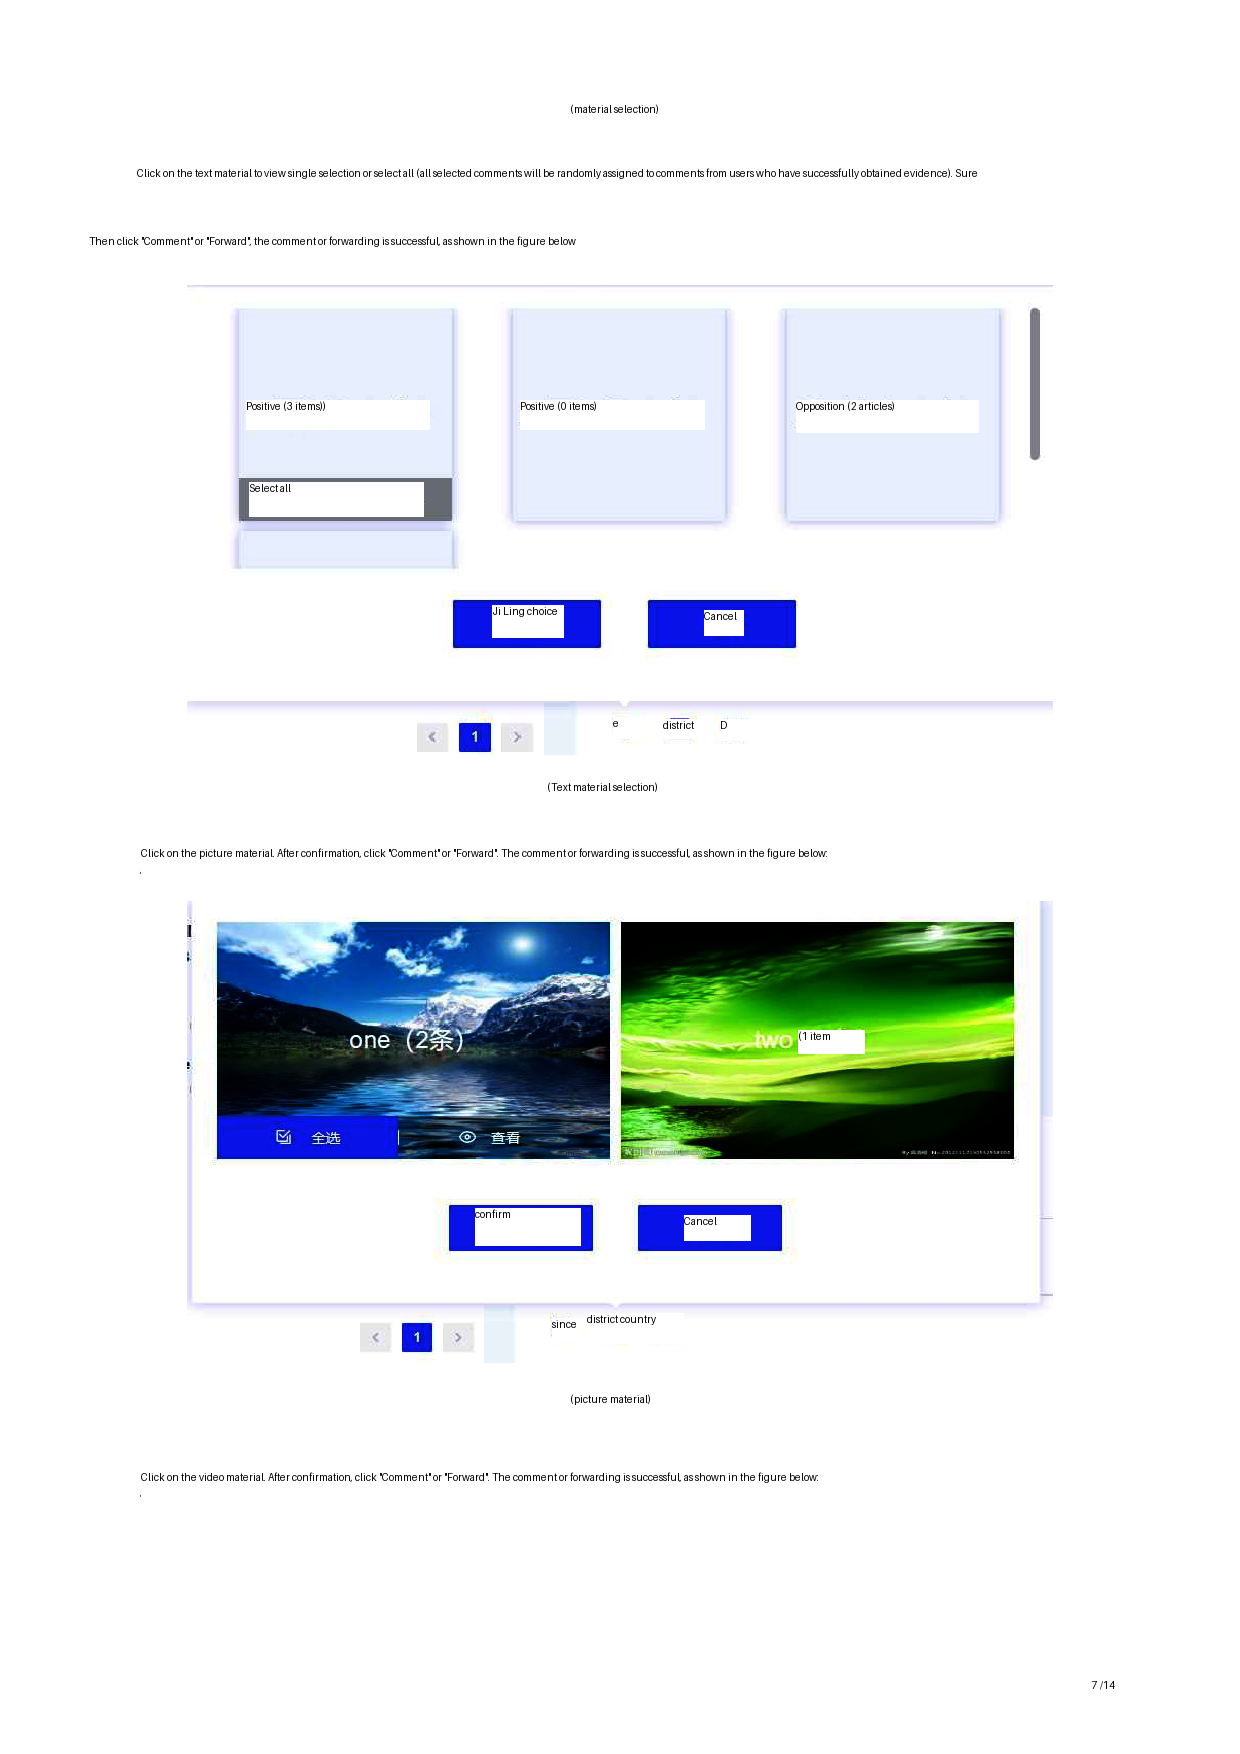 (material selection)
Click on the text material to view single selection or select all (all selected comments will be randomly assigned to comments from users who have successfully obtained evidence). Sure
Then click "Comment" or "Forward", the comment or forwarding is successful, as shown in the figure below
Positive (3 items))
Positive (0 items)
Opposition (2 articles)
Select all
Ji Ling choice
Cancel
1
e
district
D
(Text material selection)
Click on the picture material. After confirmation, click "Comment" or "Forward". The comment or forwarding is successful, as shown in the figure below:
one (2条)
two (1 item
全选
查看
confirm
Cancel
1
since
district country
(picture material)
Click on the video material. After confirmation, click "Comment" or "Forward". The comment or forwarding is successful, as shown in the figure below:
7 /14